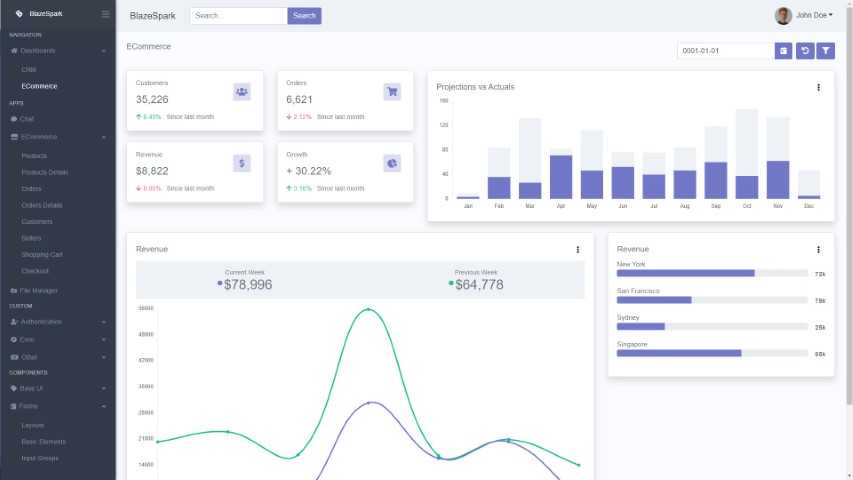 BlazeSpark
NAVIGATION
Dashboards
CRM
ECommerce
APPS
Chat
ECommerce
Products
Products Details
Orders
Orders Details
Customers
Sellers
Shopping Cart
Checkout
File Manager
CUSTOM
Authentication
Error
Other
COMPONENTS
Base UI
Forms
Layouts
Basic Elements
Input Groups
BlazeSpark
Search...
Search
John Doe
ECommerce
0001-01-01
Customers
35,226
6.45% Since last month
Orders
6,621
2.12% Since last month
Revenue
$
$8,822
8.00% Since last month
Growth
+ 30.22%
3.16% Since last month
Projections vs Actuals
160
120
80
40
0
Jan Feb Mar Apr May Jun Jul Aug Sep Oct Nov Dec
Revenue
Current Week
$78,996
Previous Week
$64,778
56000
49000
42000
35000
28000
21000
14000
Revenue
New York
72k
San Francisco
Sydney
25k
Singapore
65k